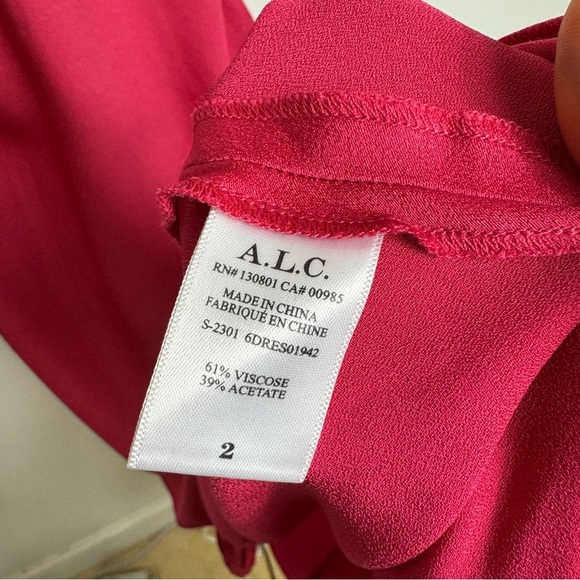 A.L.C.
RN# 130801 CA# 00985
MADE IN CHINA
FABRIQUÉ EN CHINE
S-2301 6DRES01942
61% VISCOSE
39% ACETATE
2